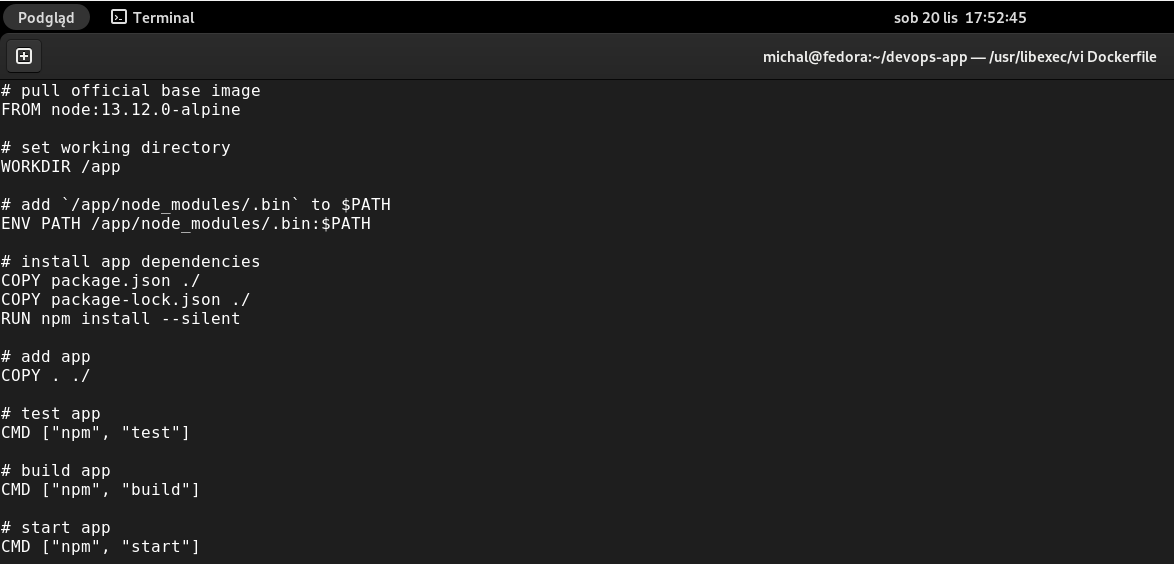 Podgląd Terminal sob 20 lis 17:52:45
michal@fedora:~/devops-app — /usr/libexec/vi Dockerfile
# pull official base image
FROM node:13.12.0-alpine

# set working directory
WORKDIR /app

# add `/app/node_modules/.bin` to $PATH
ENV PATH /app/node_modules/.bin:$PATH

# install app dependencies
COPY package.json ./
COPY package-lock.json ./
RUN npm install --silent

# add app
COPY . ./

# test app
CMD ["npm", "test"]

# build app
CMD ["npm", "build"]

# start app
CMD ["npm", "start"]